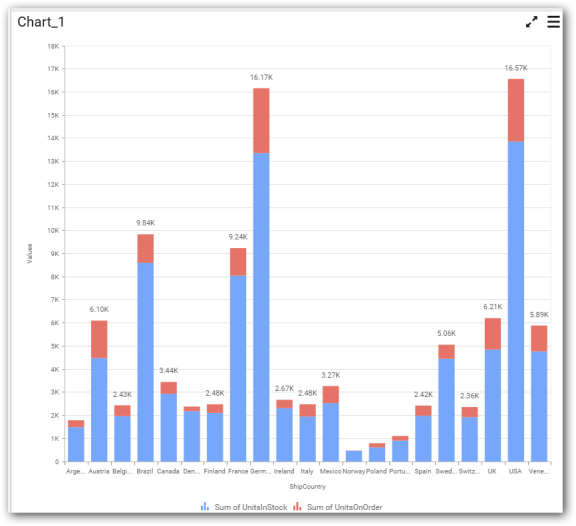 Chart_1
18K
17K
16K
15K
14K
13K
12K
11K
10K
9K
8K
7K
6K
5K
4K
3K
2K
1K
0
Values
6.10K
2.43K
9.84K
3.44K
2.48K
9.24K
16.17K
2.67K
2.48K
3.27K
2.42K
5.06K
2.36K
6.21K
16.57K
5.89K
Arge... Austria Belgi... Brazil Canada Den... Finland France Germ... Ireland Italy Mexico Norway Poland Portu... Spain Swed... Switz... UK USA Vene...
ShipCountry
Sum of UnitsInStock Sum of UnitsOnOrder